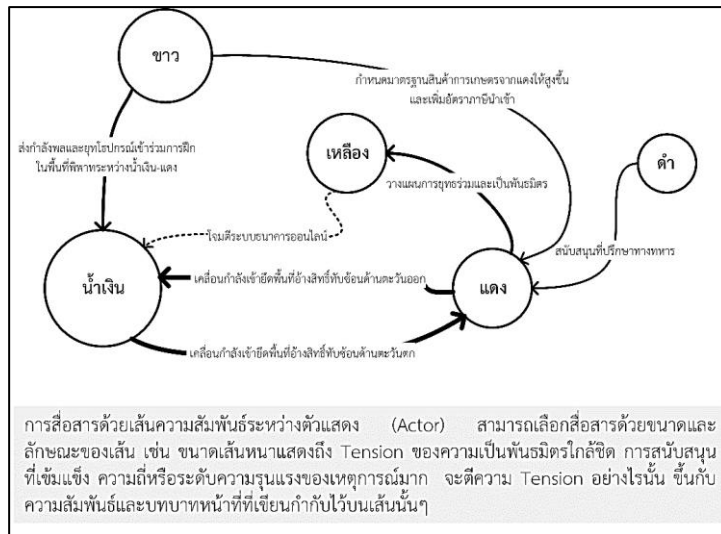 ขาว
กำหนดมาตรฐานสินค้าการเกษตรจากแดงให้สูงขึ้น
และเพิ่มอัตราภาษีนำเข้า
ส่งกำลังพลและยุทโธปกรณ์เข้าร่วมการฝึก
ในพื้นที่พิพาทระหว่างน้ำเงิน-แดง
เหลือง
ดำ
วางแผนการยุทธร่วมและเป็นพันธมิตร
โจมตีระบบธนาคารออนไลน์
สนับสนุนที่ปรึกษาทางทหาร
น้ำเงิน
เคลื่อนกำลังเข้ายึดพื้นที่อ้างสิทธิ์ทับซ้อนด้านตะวันออก
แดง
เคลื่อนกำลังเข้ายึดพื้นที่อ้างสิทธิ์ทับซ้อนด้านตะวันตก
การสื่อสารด้วยเส้นความสัมพันธ์ระหว่างตัวแสดง (Actor) สามารถเลือกสื่อสารด้วยขนาดและ
ลักษณะของเส้น เช่น ขนาดเส้นหนาแสดงถึง Tension ของความเป็นพันธมิตรใกล้ชิด การสนับสนุน
ที่เข้มแข็ง ความถี่หรือระดับความรุนแรงของเหตุการณ์มาก จะตีความ Tension อย่างไรนั้น ขึ้นกับ
ความสัมพันธ์และบทบาทหน้าที่ที่เขียนกำกับไว้บนเส้นนั้นๆ